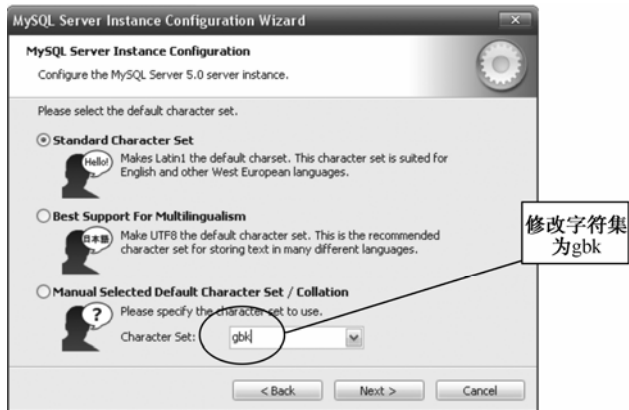 MySQL Server Instance Configuration Wizard
MySQL Server Instance Configuration
Configure the MySQL Server 5.0 server instance.
Please select the default character set.
Standard Character Set
Hello!
Makes Latin1 the default charset. This character set is suited for
English and other West European languages.
Best Support For Multilingualism
日本語
Make UTF8 the default character set. This is the recommended
character set for storing text in many different languages.
Manual Selected Default Character Set / Collation
?
Please specify the character set to use.
Character Set:
gbk
修改字符集
为gbk
< Back
Next >
Cancel